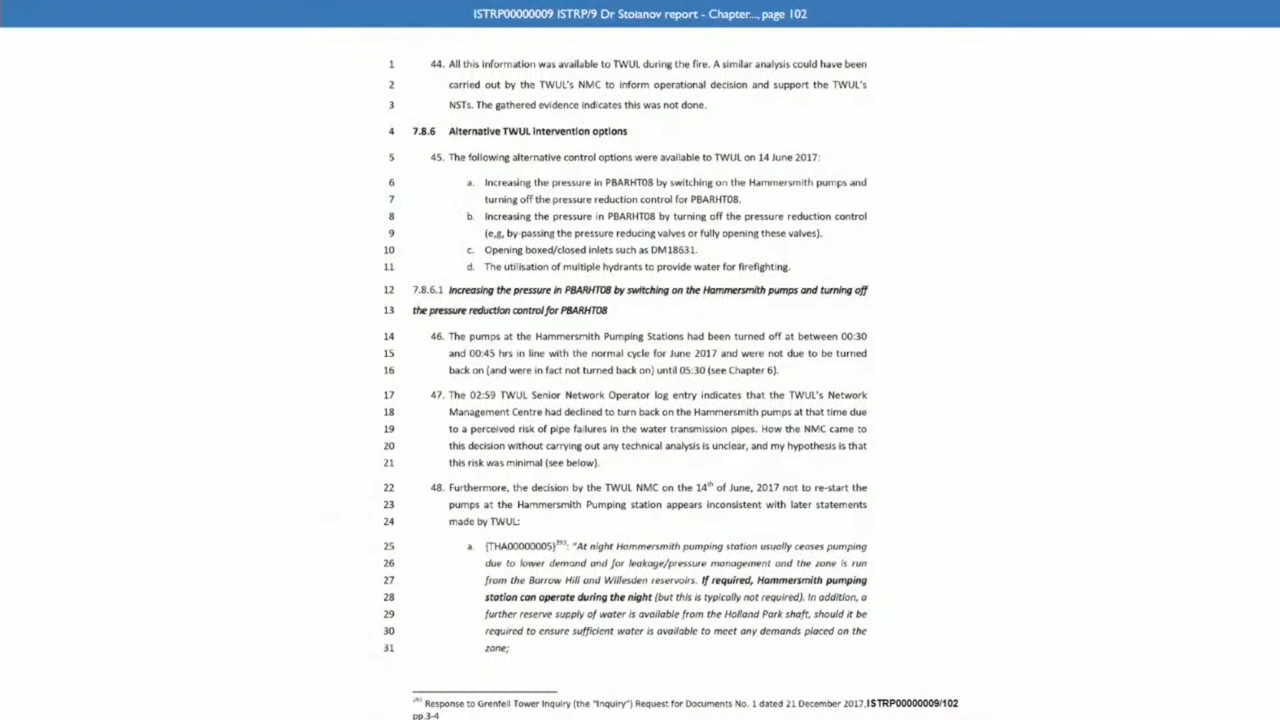 ISTRP00000009 ISTRP/9 Dr Stoianov report - Chapter..., page 102
1 44. All this information was available to TWUL during the fire. A similar analysis could have been
2 carried out by the TWUL's NMC to inform operational decision and support the TWUL's
3 NSTs. The gathered evidence indicates this was not done.
4 7.8.6 Alternative TWUL intervention options
5 45. The following alternative control options were available to TWUL on 14 June 2017:
6 a. Increasing the pressure in PBARHT08 by switching on the Hammersmith pumps and
7 turning off the pressure reduction control for PBARHT08.
8 b. Increasing the pressure in PBARHT08 by turning off the pressure reduction control
9 (e,g, by-passing the pressure reducing valves or fully opening these valves).
10 c. Opening boxed/closed inlets such as DM18631.
11 d. The utilisation of multiple hydrants to provide water for firefighting.
12 7.8.6.1 Increasing the pressure in PBARHT08 by switching on the Hammersmith pumps and turning off
13 the pressure reduction control for PBARHT08
14 46. The pumps at the Hammersmith Pumping Stations had been turned off at between 00:30
15 and 00:45 hrs in line with the normal cycle for June 2017 and were not due to be turned
16 back on (and were in fact not turned back on) until 05:30 (see Chapter 6).
17 47. The 02:59 TWUL Senior Network Operator log entry indicates that the TWUL's Network
18 Management Centre had declined to turn back on the Hammersmith pumps at that time due
19 to a perceived risk of pipe failures in the water transmission pipes. How the NMC came to
20 this decision without carrying out any technical analysis is unclear, and my hypothesis is that
21 this risk was minimal (see below).
22 48. Furthermore, the decision by the TWUL NMC on the 14th of June, 2017 not to re-start the
23 pumps at the Hammersmith Pumping station appears inconsistent with later statements
24 made by TWUL:
25 a. {THA00000005}393: "At night Hammersmith pumping station usually ceases pumping
26 due to lower demand and for leakage/pressure management and the zone is run
27 from the Barrow Hill and Willesden reservoirs. If required, Hammersmith pumping
28 station can operate during the night (but this is typically not required). In addition, a
29 further reserve supply of water is available from the Holland Park shaft, should it be
30 required to ensure sufficient water is available to meet any demands placed on the
31 zone;
393 Response to Grenfell Tower Inquiry (the "Inquiry") Request for Documents No. 1 dated 21 December 2017, ISTRP00000009/102
pp.3-4